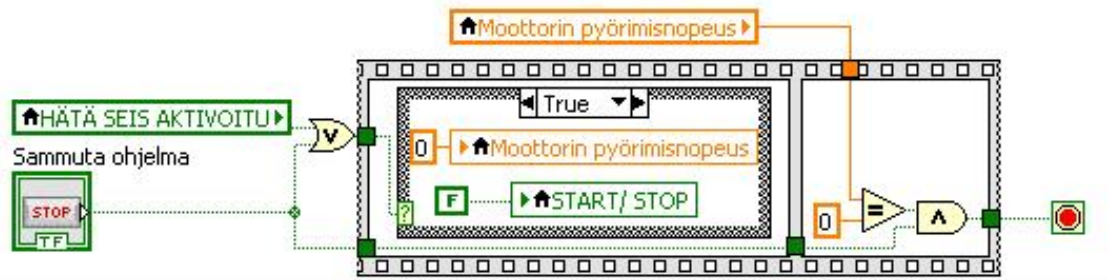 Moottorin pyörimisnopeus
True
HÄTÄ SEIS AKTIVOITU
V
0
Moottorin pyörimisnopeus
Sammuta ohjelma
STOP
TF
F
START/ STOP
?
0
=
Λ